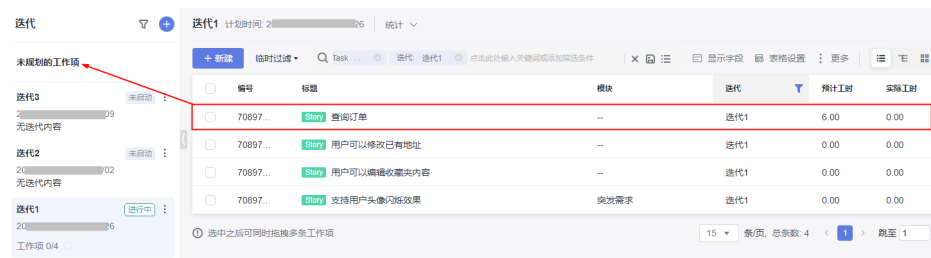 迭代
未规划的工作项
迭代3 未启动
2 09
无迭代内容
迭代2 未启动
20 02
无迭代内容
迭代1 进行中
20 26
工作项 0/4
迭代1 计划时间: 2 26 统计
+ 新建 临时过滤 Task ... 迭代: 迭代1 点击此处输入关键词或添加筛选条件 显示字段 表格设置 更多
编号 标题 模块 迭代 预计工时 实际工时
70897... Story 查询订单 -- 迭代1 6.00 0.00
70897... Story 用户可以修改已有地址 -- 迭代1 0.00 0.00
70897... Story 用户可以编辑收藏夹内容 -- 迭代1 0.00 0.00
70897... Story 支持用户头像闪烁效果 突发需求 迭代1 0.00 0.00
选中之后可同时拖拽多条工作项 15 条/页, 总条数: 4 1 跳至 1